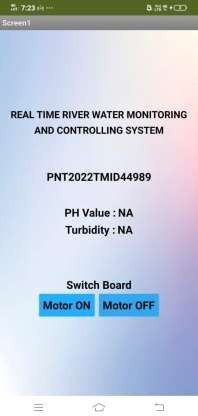 7:23
Screen1
REAL TIME RIVER WATER MONITORING
AND CONTROLLING SYSTEM
PNT2022TMID44989
PH Value : NA
Turbidity : NA
Switch Board
Motor ON Motor OFF